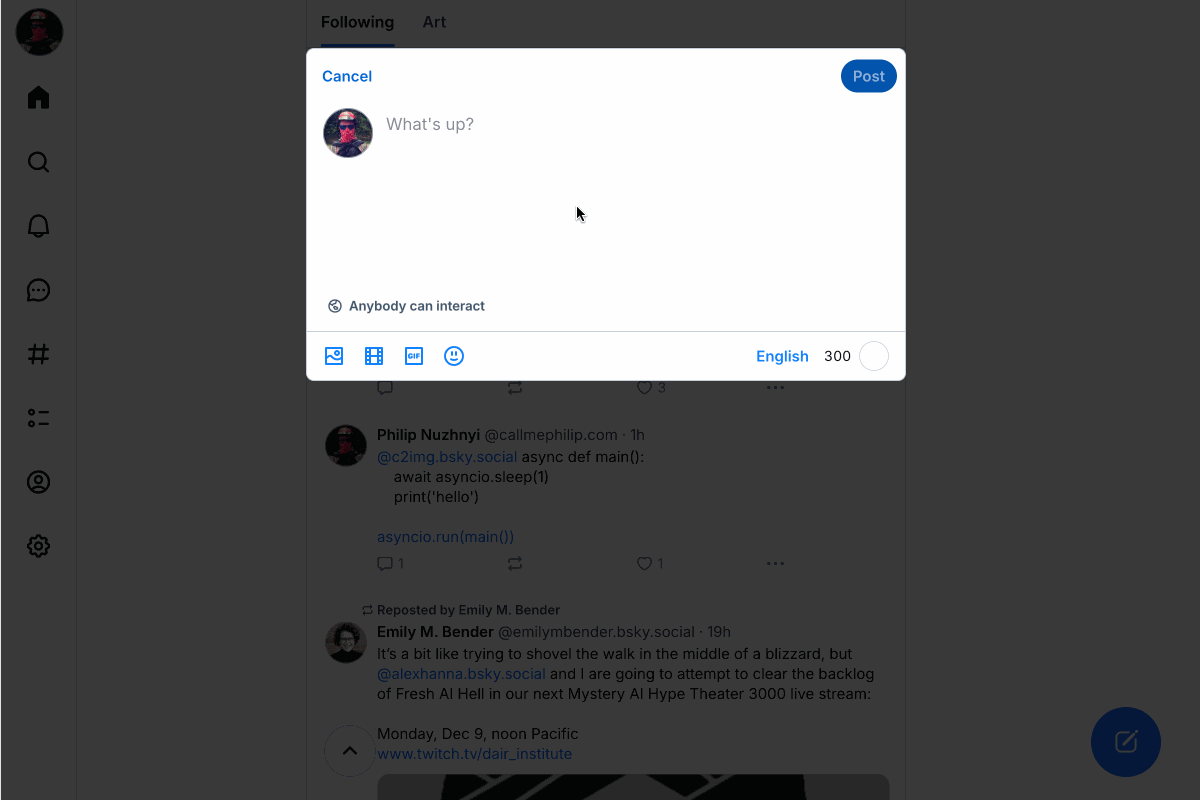 Following Art
Cancel Post
What's up?
Anybody can interact
GIF English 300
3
Philip Nuzhnyi @callmephilip.com · 1h
@c2img.bsky.social async def main():
await asyncio.sleep(1)
print('hello')
asyncio.run(main())
1 1
Reposted by Emily M. Bender
Emily M. Bender @emilymbender.bsky.social · 19h
It's a bit like trying to shovel the walk in the middle of a blizzard, but
@alexhanna.bsky.social and I are going to attempt to clear the backlog
of Fresh AI Hell in our next Mystery AI Hype Theater 3000 live stream:
Monday, Dec 9, noon Pacific
www.twitch.tv/dair_institute